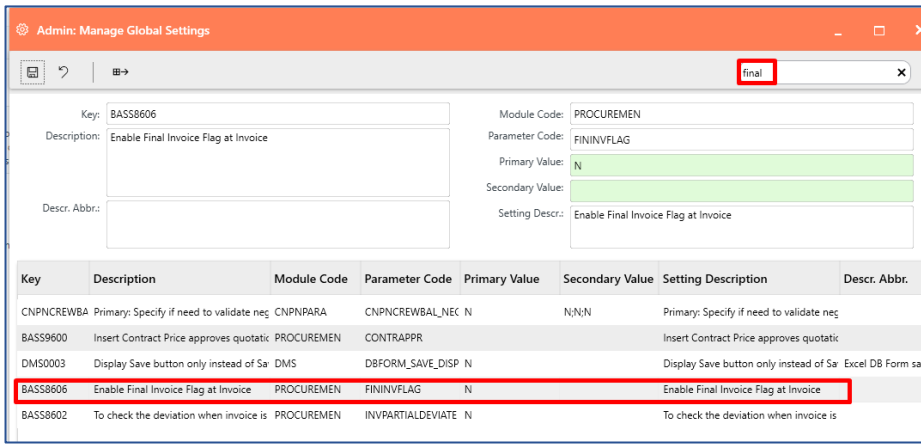 Admin: Manage Global Settings
final
Key: BASS8606 Module Code: PROCUREMEN
Description: Enable Final Invoice Flag at Invoice Parameter Code: FININVFLAG
Primary Value: N
Secondary Value:
Descr. Abbr.: Setting Descr.: Enable Final Invoice Flag at Invoice
Key Description Module Code Parameter Code Primary Value Secondary Value Setting Description Descr. Abbr.
CNPNCREWBA Primary: Specify if need to validate neg CNPNPARA CNPNCREWBAL_NEG N N;N;N Primary: Specify if need to validate neg
BASS9600 Insert Contract Price approves quotatic PROCUREMEN CONTRAPPR Insert Contract Price approves quotatic
DMS0003 Display Save button only instead of Sa DMS DBFORM_SAVE_DISP N Display Save button only instead of Sa Excel DB Form sa
BASS8606 Enable Final Invoice Flag at Invoice PROCUREMEN FININVFLAG N Enable Final Invoice Flag at Invoice
BASS8602 To check the deviation when invoice is PROCUREMEN INVPARTIALDEVIATE N To check the deviation when invoice is